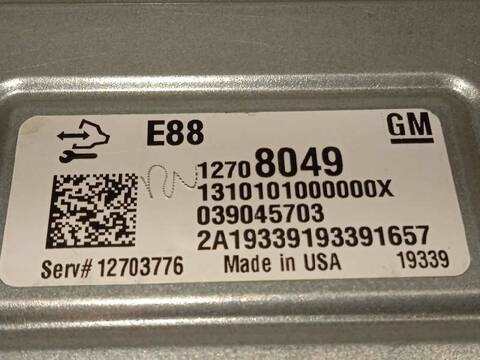 E88
GM
12708049
1310101000000X
039045703
2A19339193391657
Serv# 12703776 Made in USA 19339